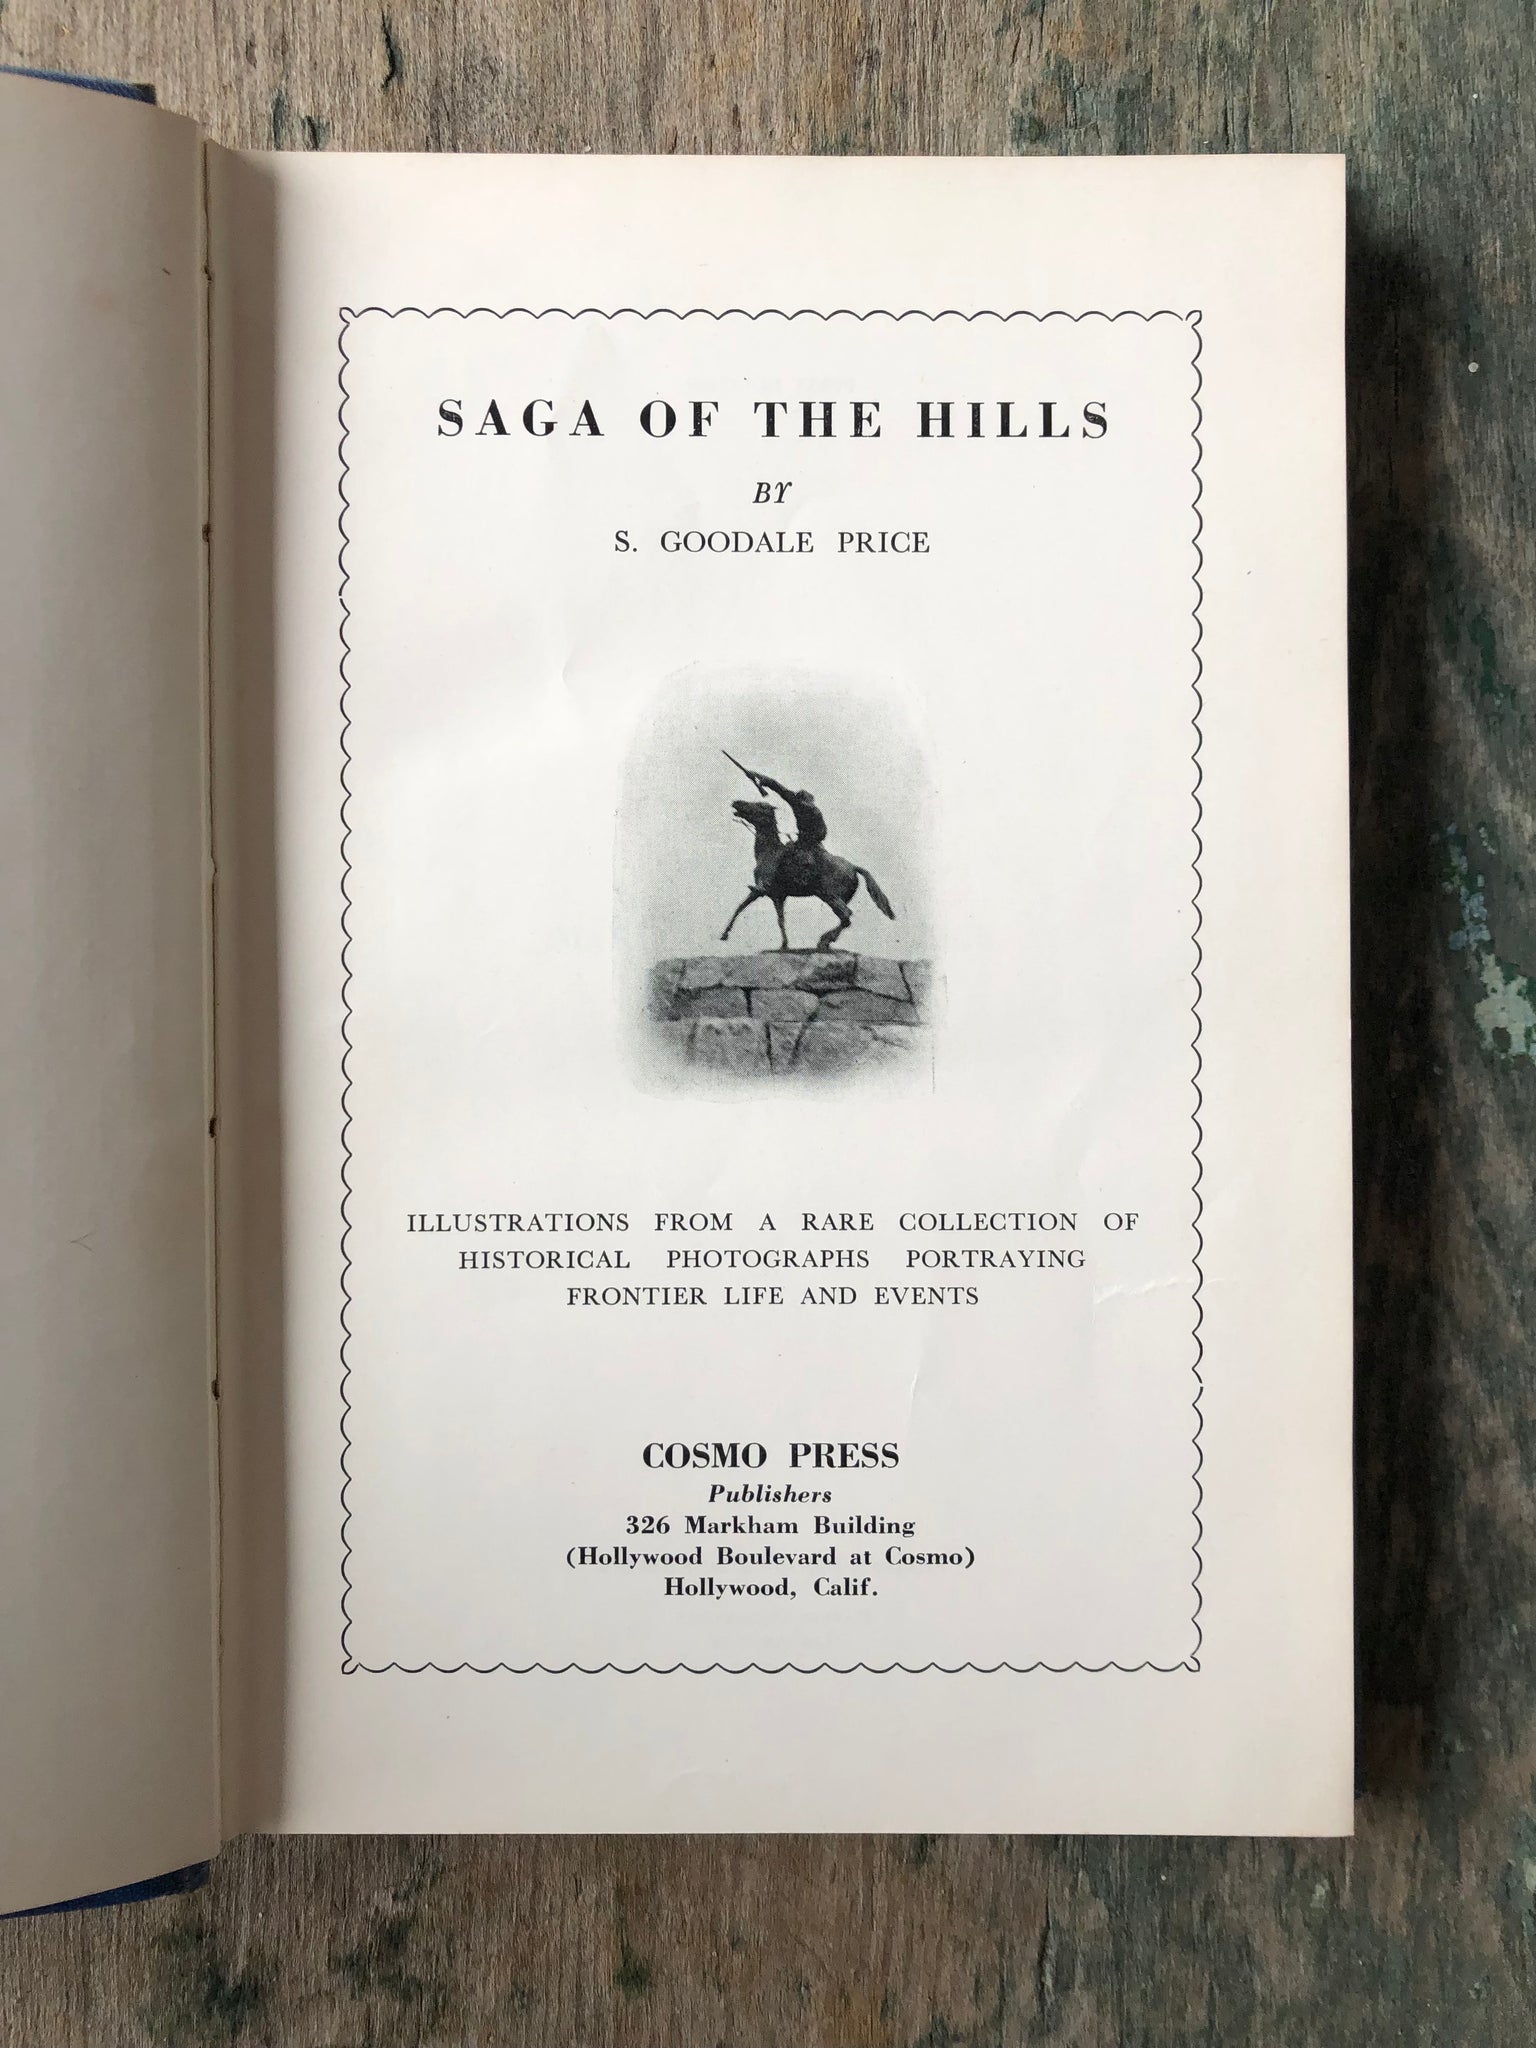 SAGA OF THE HILLS
BY
S. GOODALE PRICE
ILLUSTRATIONS FROM A RARE COLLECTION OF
HISTORICAL PHOTOGRAPHS PORTRAYING
FRONTIER LIFE AND EVENTS
COSMO PRESS
Publishers
326 Markham Building
(Hollywood Boulevard at Cosmo)
Hollywood, Calif.